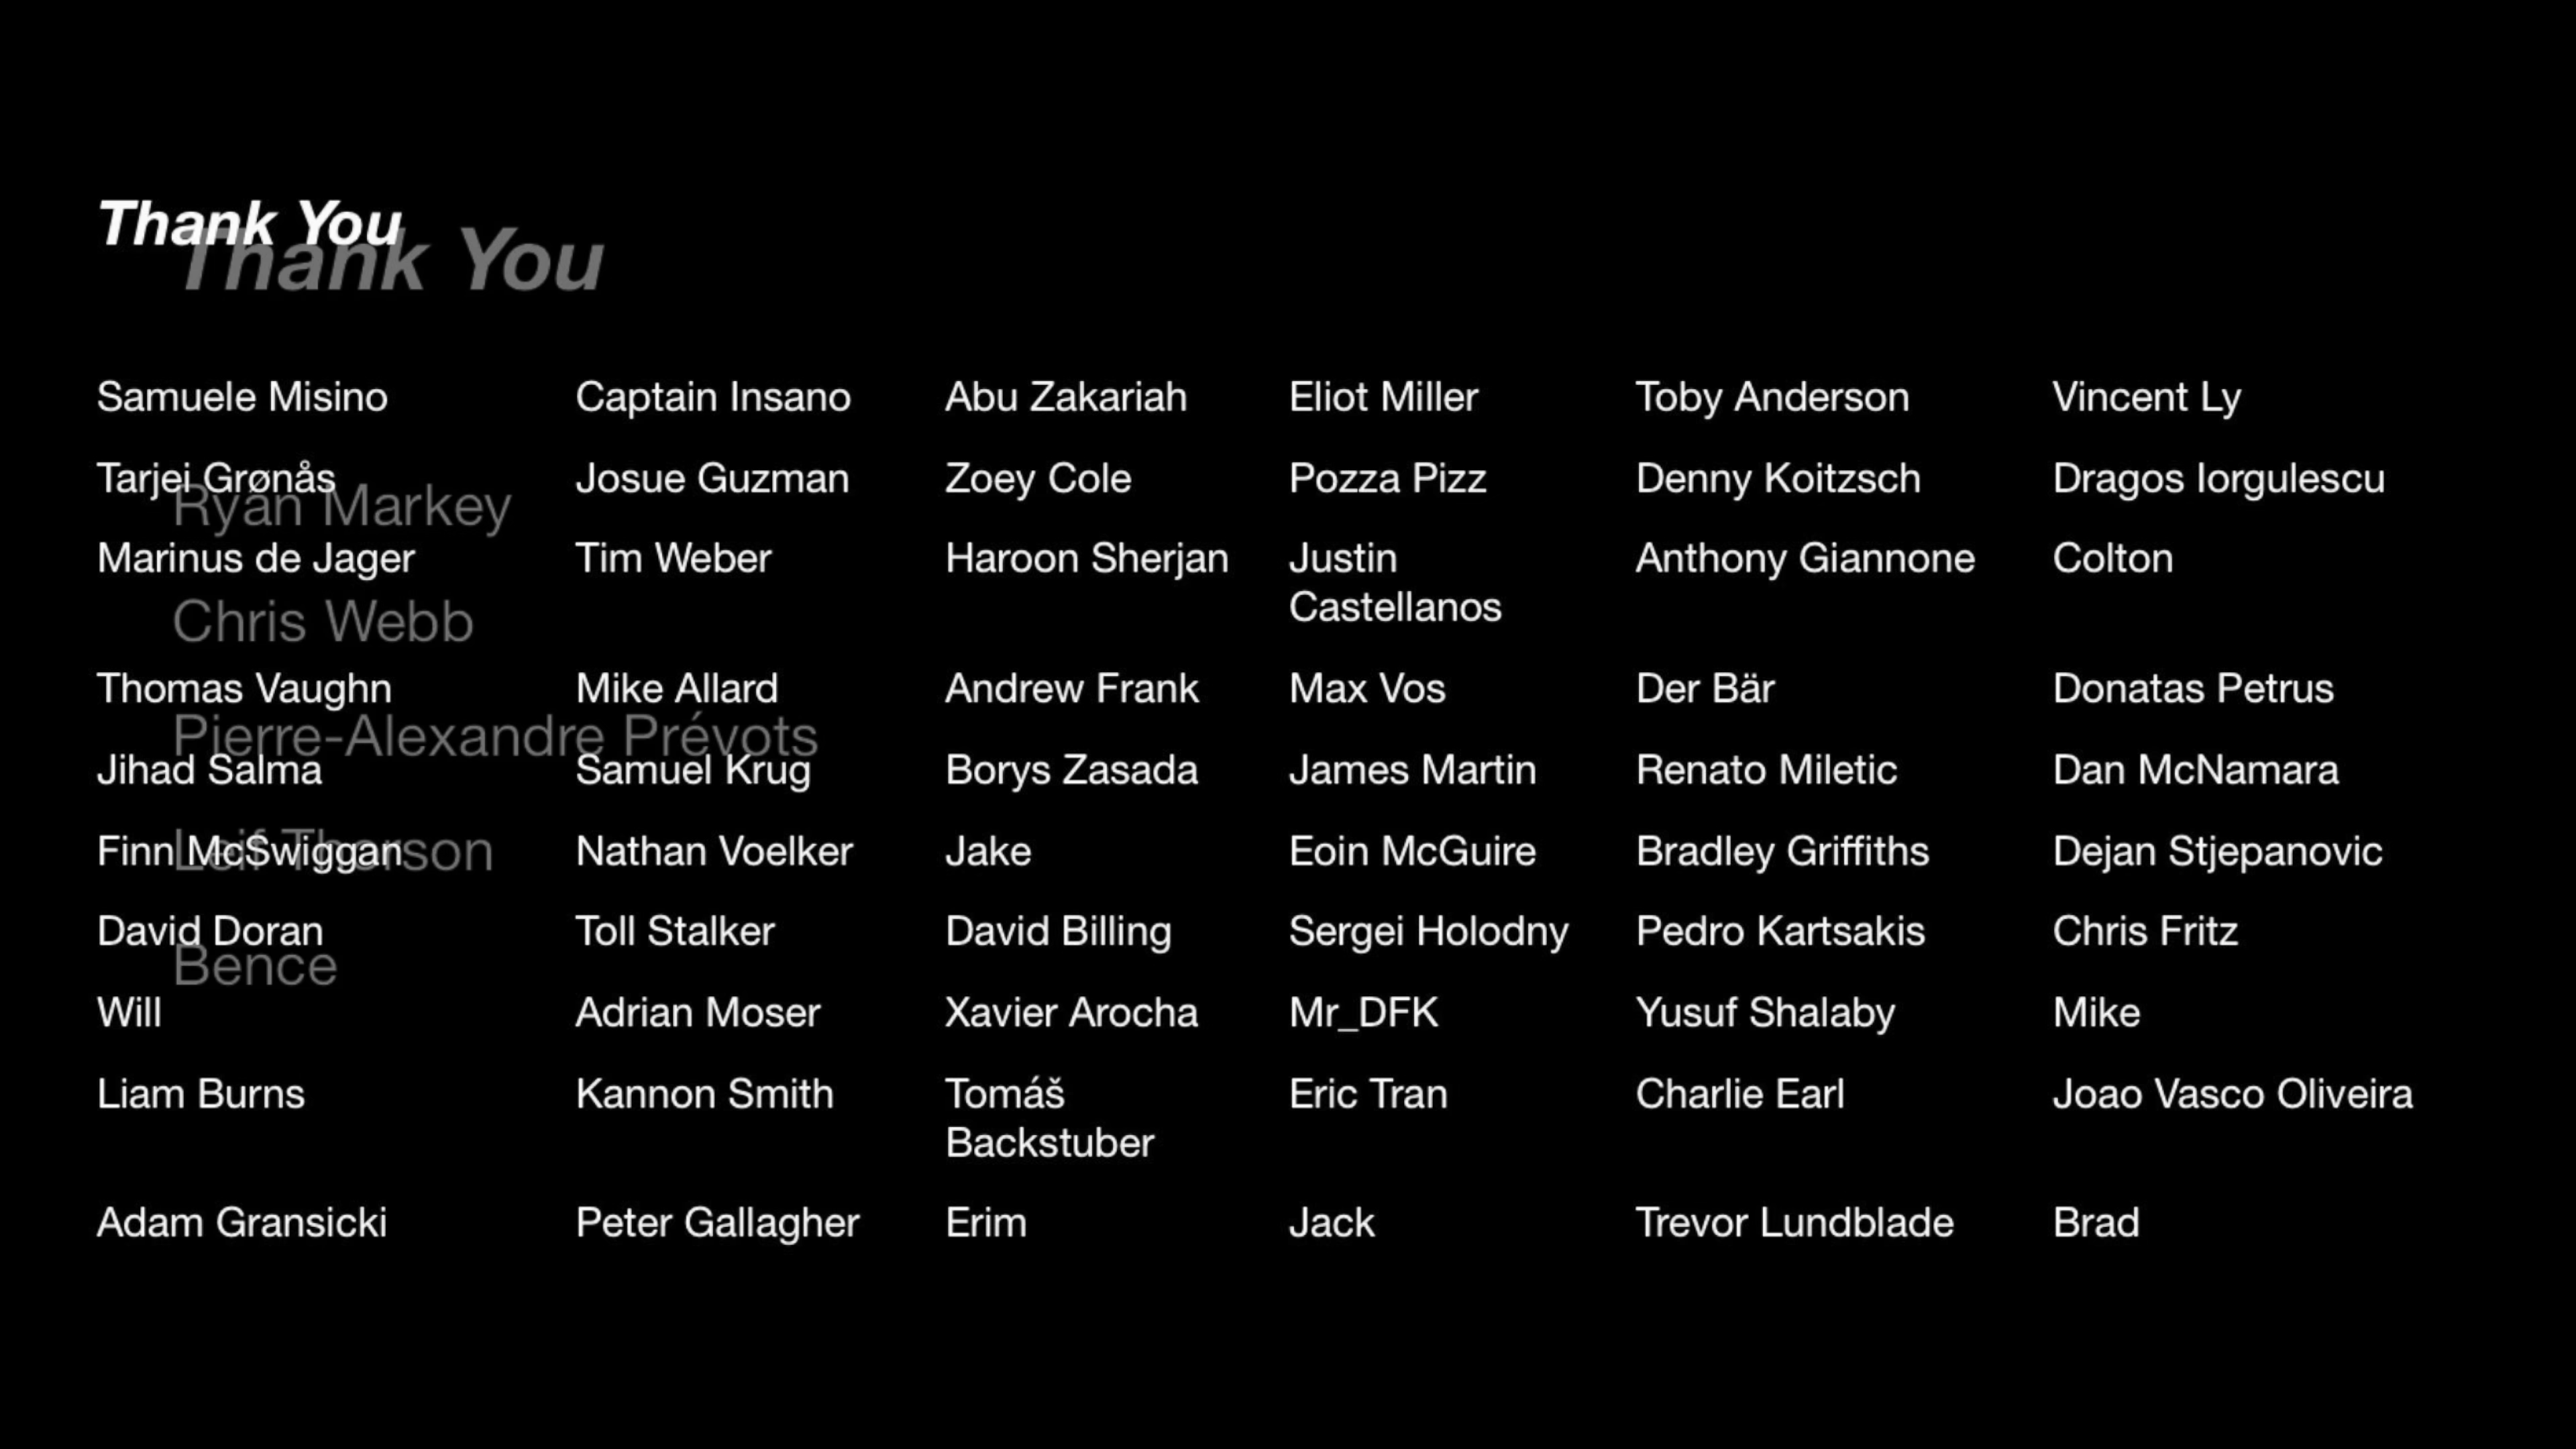 Thank You
Thank You
Samuele Misino Captain Insano Abu Zakariah Eliot Miller Toby Anderson Vincent Ly
Tarjei Grønås Josue Guzman Zoey Cole Pozza Pizz Denny Koitzsch Dragos Iorgulescu
Ryan Markey
Marinus de Jager Tim Weber Haroon Sherjan Justin Anthony Giannone Colton
Castellanos
Chris Webb
Thomas Vaughn Mike Allard Andrew Frank Max Vos Der Bär Donatas Petrus
Pierre-Alexandre Prévots
Jihad Salma Samuel Krug Borys Zasada James Martin Renato Miletic Dan McNamara
Finn McSwiggan Nathan Voelker Jake Eoin McGuire Bradley Griffiths Dejan Stjepanovic
Leif Thorson
David Doran Toll Stalker David Billing Sergei Holodny Pedro Kartsakis Chris Fritz
Bence
Will Adrian Moser Xavier Arocha Mr_DFK Yusuf Shalaby Mike
Liam Burns Kannon Smith Tomáš Eric Tran Charlie Earl Joao Vasco Oliveira
Backstuber
Adam Gransicki Peter Gallagher Erim Jack Trevor Lundblade Brad